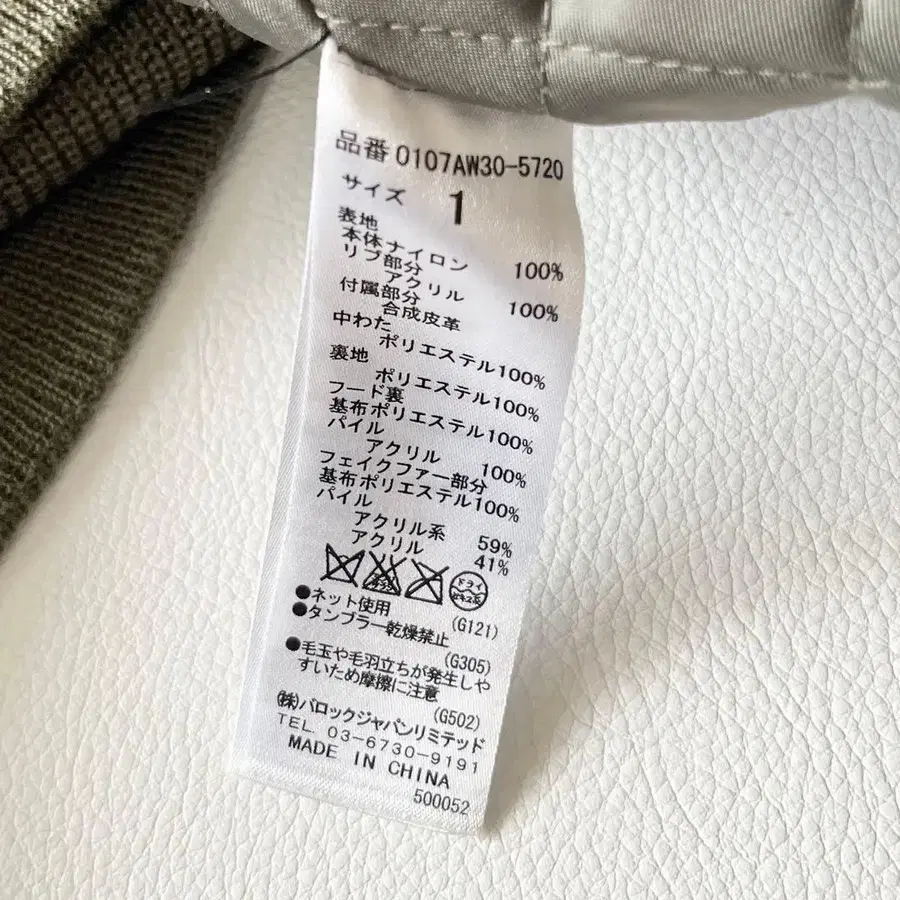 品番 0107AW30-5720
サイズ 1
表地
本体ナイロン 100%
リブ部分
アクリル 100%
付属部分
合成皮革
中わた
ポリエステル100%
裏地
ポリエステル100%
フード裏
基布ポリエステル100%
パイル
アクリル 100%
フェイクファー部分
基布ポリエステル100%
パイル
アクリル系 59%
アクリル 41%
ドライ
セキユ系
●ネット使用 (G121)
●タンブラー乾燥禁止 (G305)
●毛玉や毛羽立ちが発生しや
すいため摩擦に注意 (G502)
(株)バロックジャパンリミテッド
TEL 03-6730-9191
MADE IN CHINA
500052